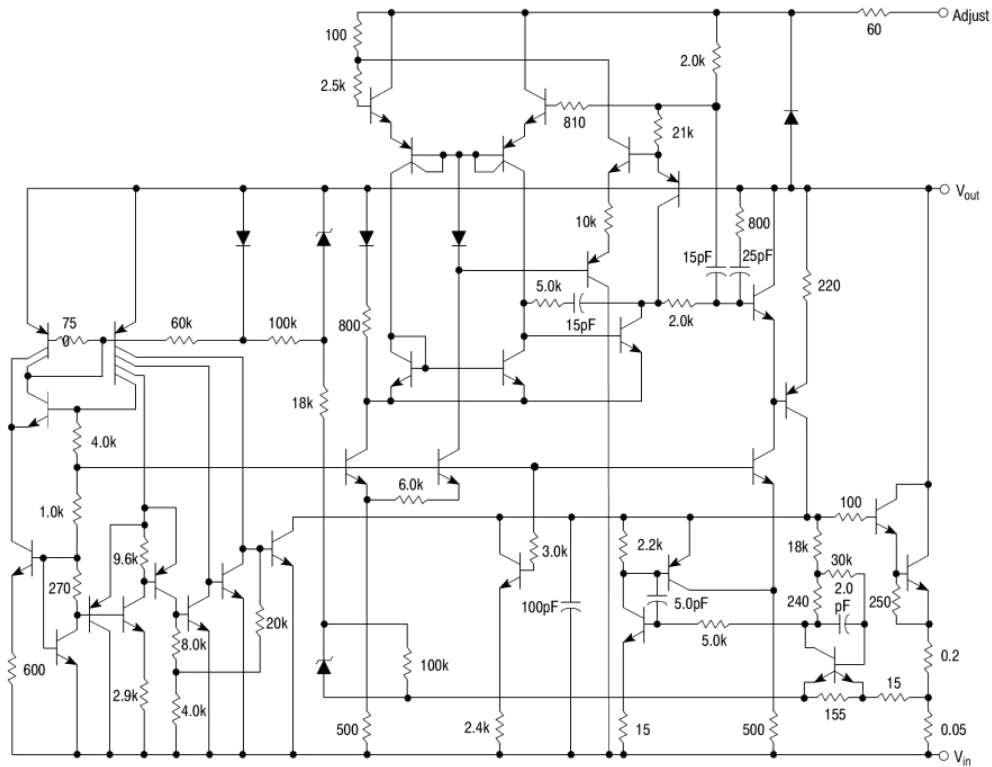 Adjust
60
100
2.0k
2.5k
810
21k
Vout
10k
800
15pF
25pF
5.0k
220
75
0
60k
100k
800
15pF
2.0k
18k
4.0k
6.0k
1.0k
100
9.6k
3.0k
2.2k
18k
30k
270
100pF
5.0pF
240
2.0
pF
250
20k
8.0k
5.0k
600
100k
0.2
15
2.9k
4.0k
155
500
2.4k
15
500
0.05
Vin